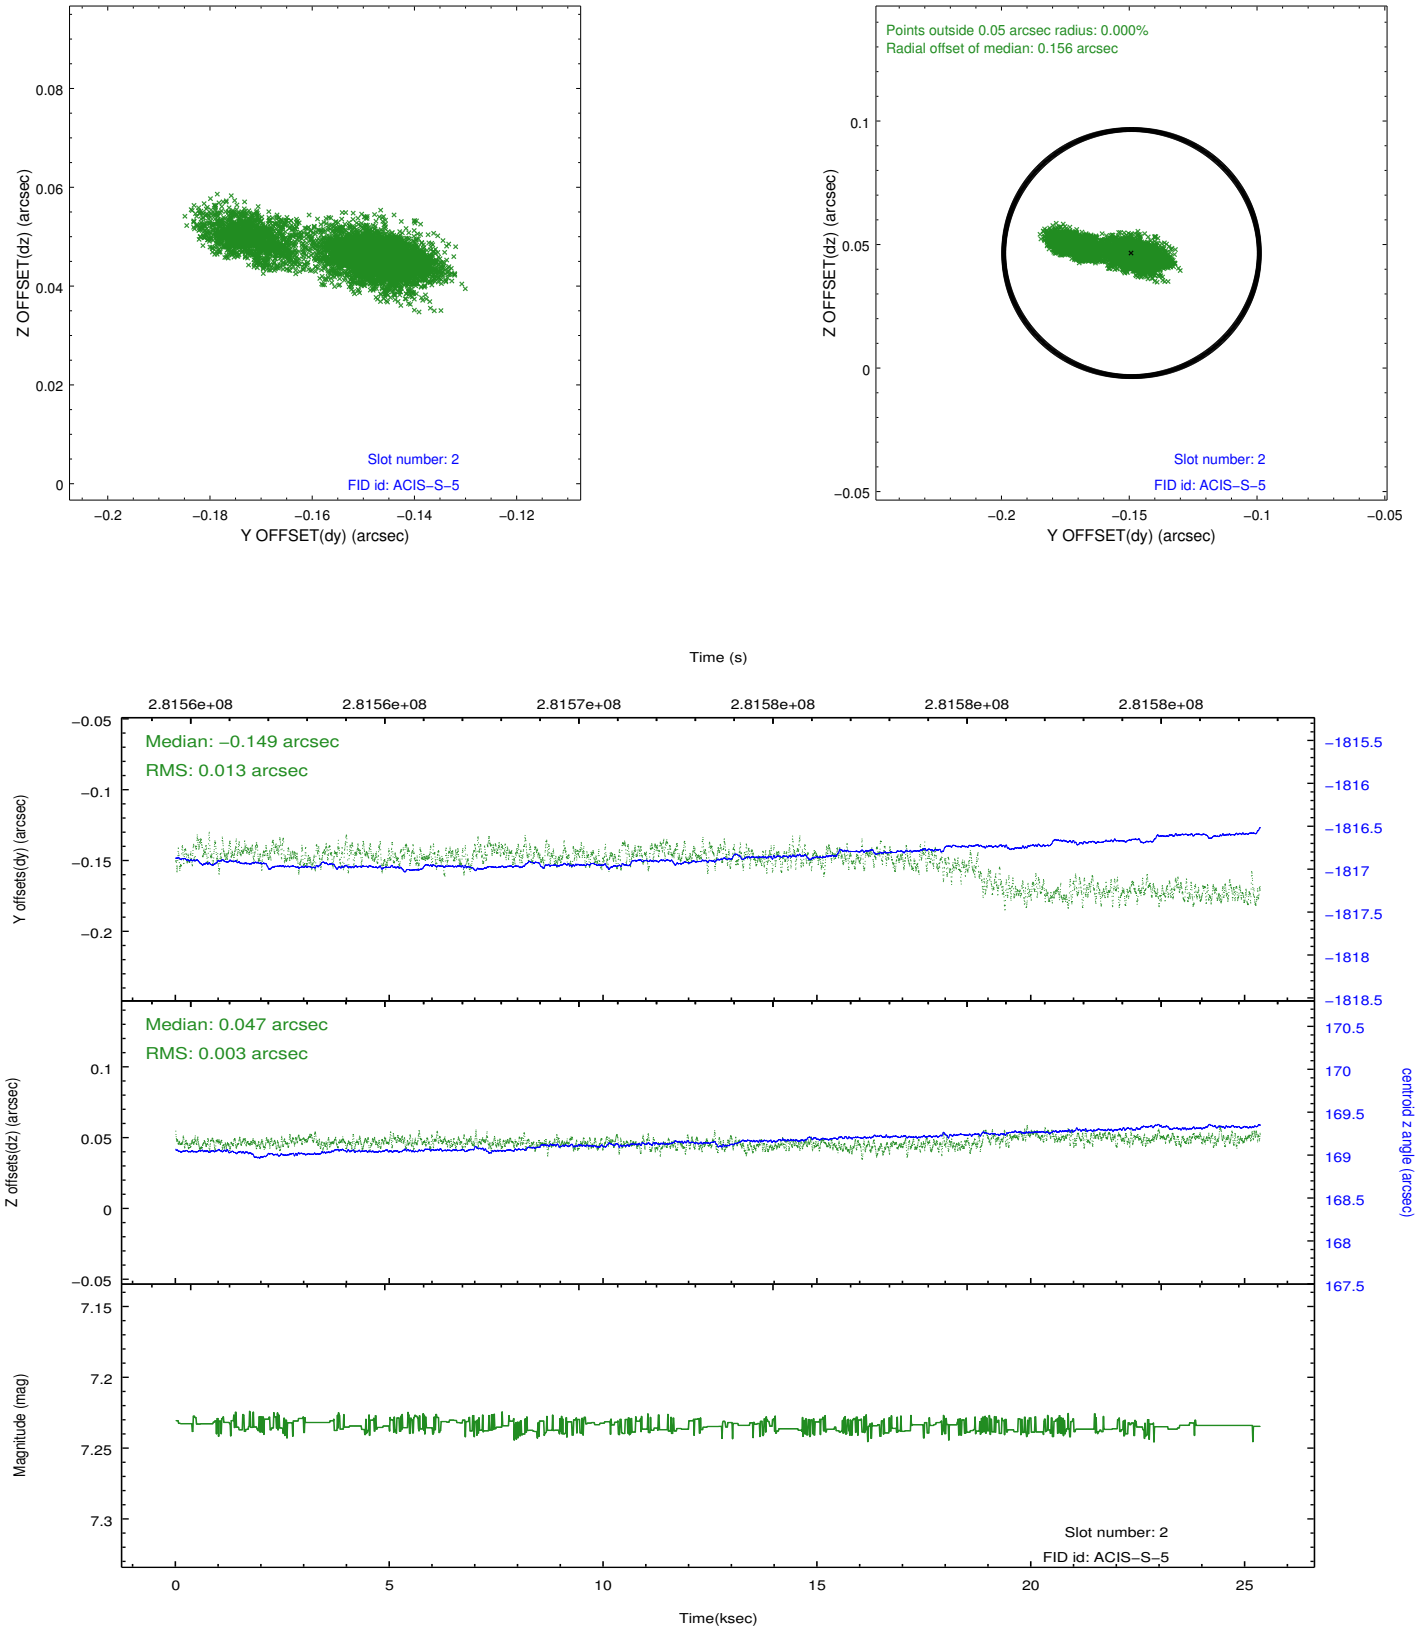 0.08
0.06
0.04
0.02
0
Z OFFSET(dz) (arcsec)
Slot number: 2
FID id: ACIS−S−5
−0.2 −0.18 −0.16 −0.14 −0.12
Y OFFSET(dy) (arcsec)
Points outside 0.05 arcsec radius: 0.000%
Radial offset of median: 0.156 arcsec
0.1
0.05
0
−0.05
Z OFFSET(dz) (arcsec)
Slot number: 2
FID id: ACIS−S−5
−0.2 −0.15 −0.1 −0.05
Y OFFSET(dy) (arcsec)
Time (s)
2.8156e+08 2.8156e+08 2.8157e+08 2.8158e+08 2.8158e+08 2.8158e+08
Median: −0.149 arcsec
RMS: 0.013 arcsec
−0.05
−0.1
−0.15
−0.2
Y offsets(dy) (arcsec)
−1815.5
−1816
−1816.5
−1817
−1817.5
−1818
−1818.5
Median: 0.047 arcsec
RMS: 0.003 arcsec
0.1
0.05
0
−0.05
Z offsets(dz) (arcsec)
170.5
170
169.5
169
168.5
168
167.5
centroid z angle (arcsec)
7.15
7.2
7.25
7.3
Magnitude (mag)
Slot number: 2
FID id: ACIS−S−5
0 5 10 15 20 25
Time(ksec)